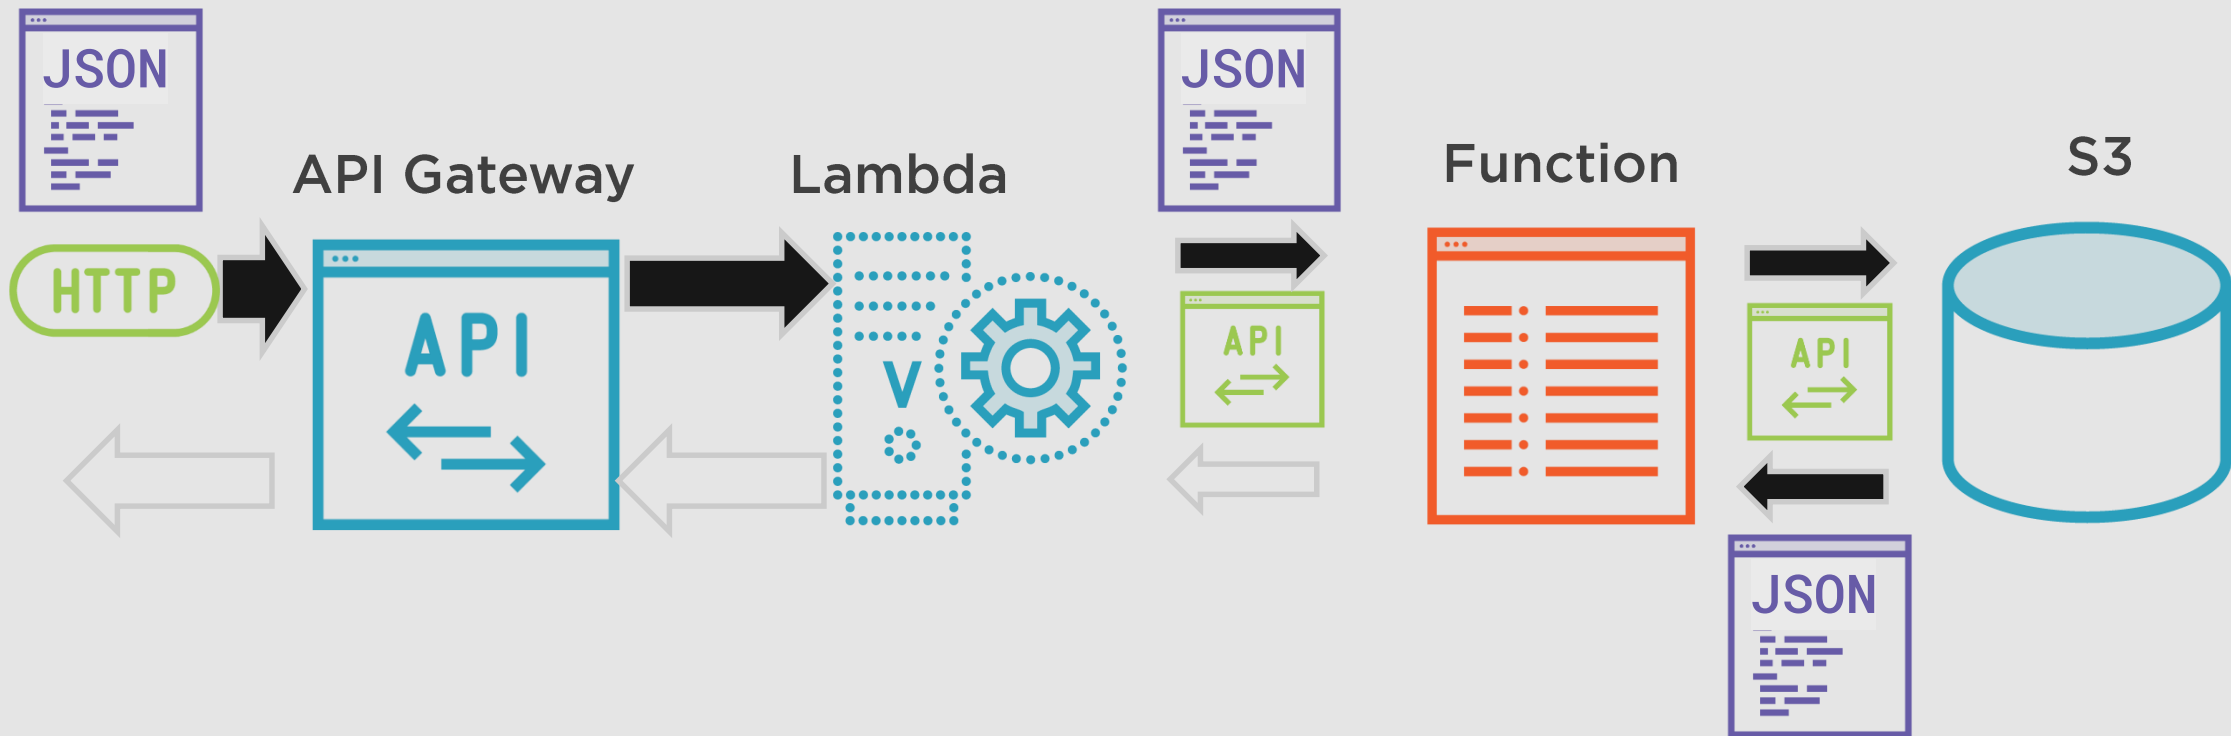 JSON
HTTP
API Gateway
API
Lambda
V
JSON
API
Function
API
JSON
S3